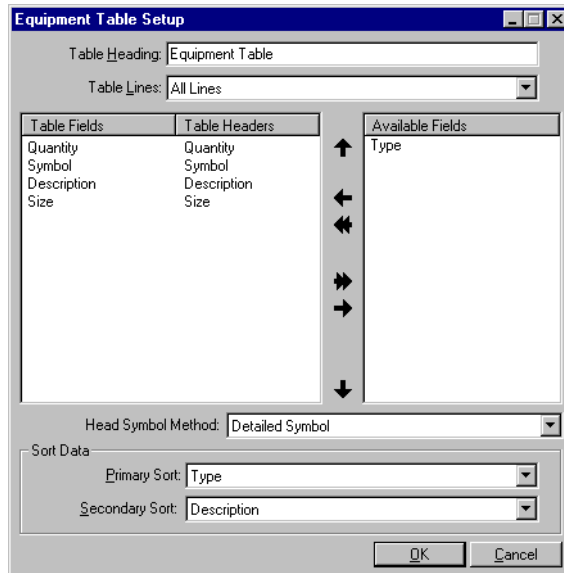 Equipment Table Setup
Table Heading: Equipment Table
Table Lines: All Lines
Table Fields Table Headers Available Fields
Quantity Quantity Type
Symbol Symbol
Description Description
Size Size
Head Symbol Method: Detailed Symbol
Sort Data
Primary Sort: Type
Secondary Sort: Description
OK Cancel